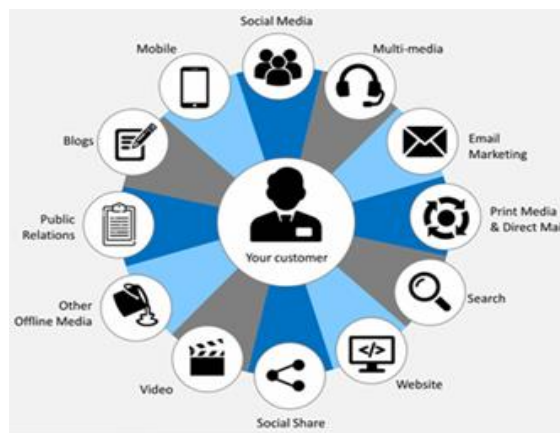 Social Media
Mobile
Multi-media
Blogs
Email
Marketing
Public
Relations
Print Media
& Direct Mai
Your customer
Other
Offline Media
Search
Video
Website
Social Share